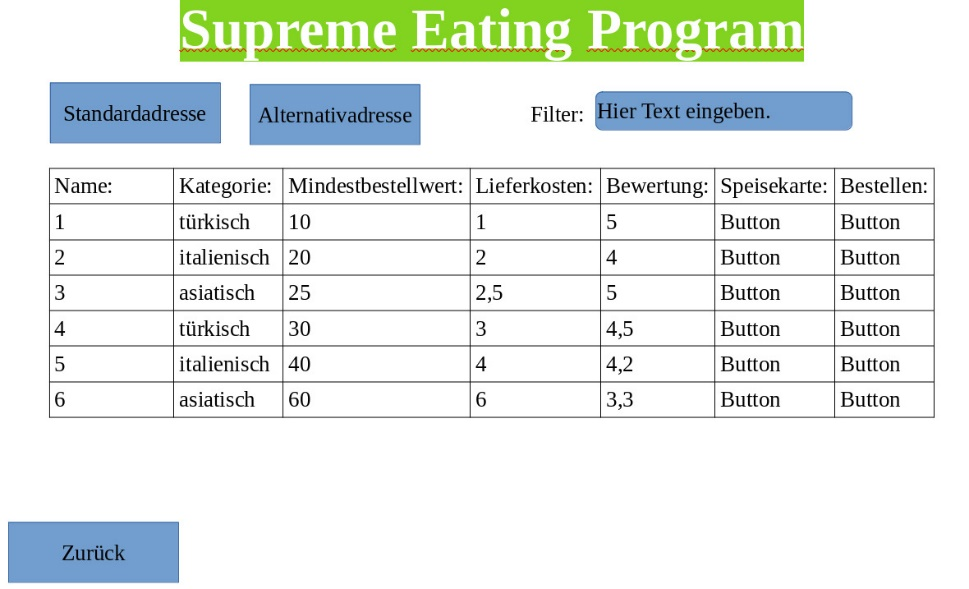 Supreme Eating Program
Standardadresse Alternativadresse Filter: Hier Text eingeben.
Name: Kategorie: Mindestbestellwert: Lieferkosten: Bewertung: Speisekarte: Bestellen:
1 türkisch 10 1 5 Button Button
2 italienisch 20 2 4 Button Button
3 asiatisch 25 2,5 5 Button Button
4 türkisch 30 3 4,5 Button Button
5 italienisch 40 4 4,2 Button Button
6 asiatisch 60 6 3,3 Button Button
Zurück